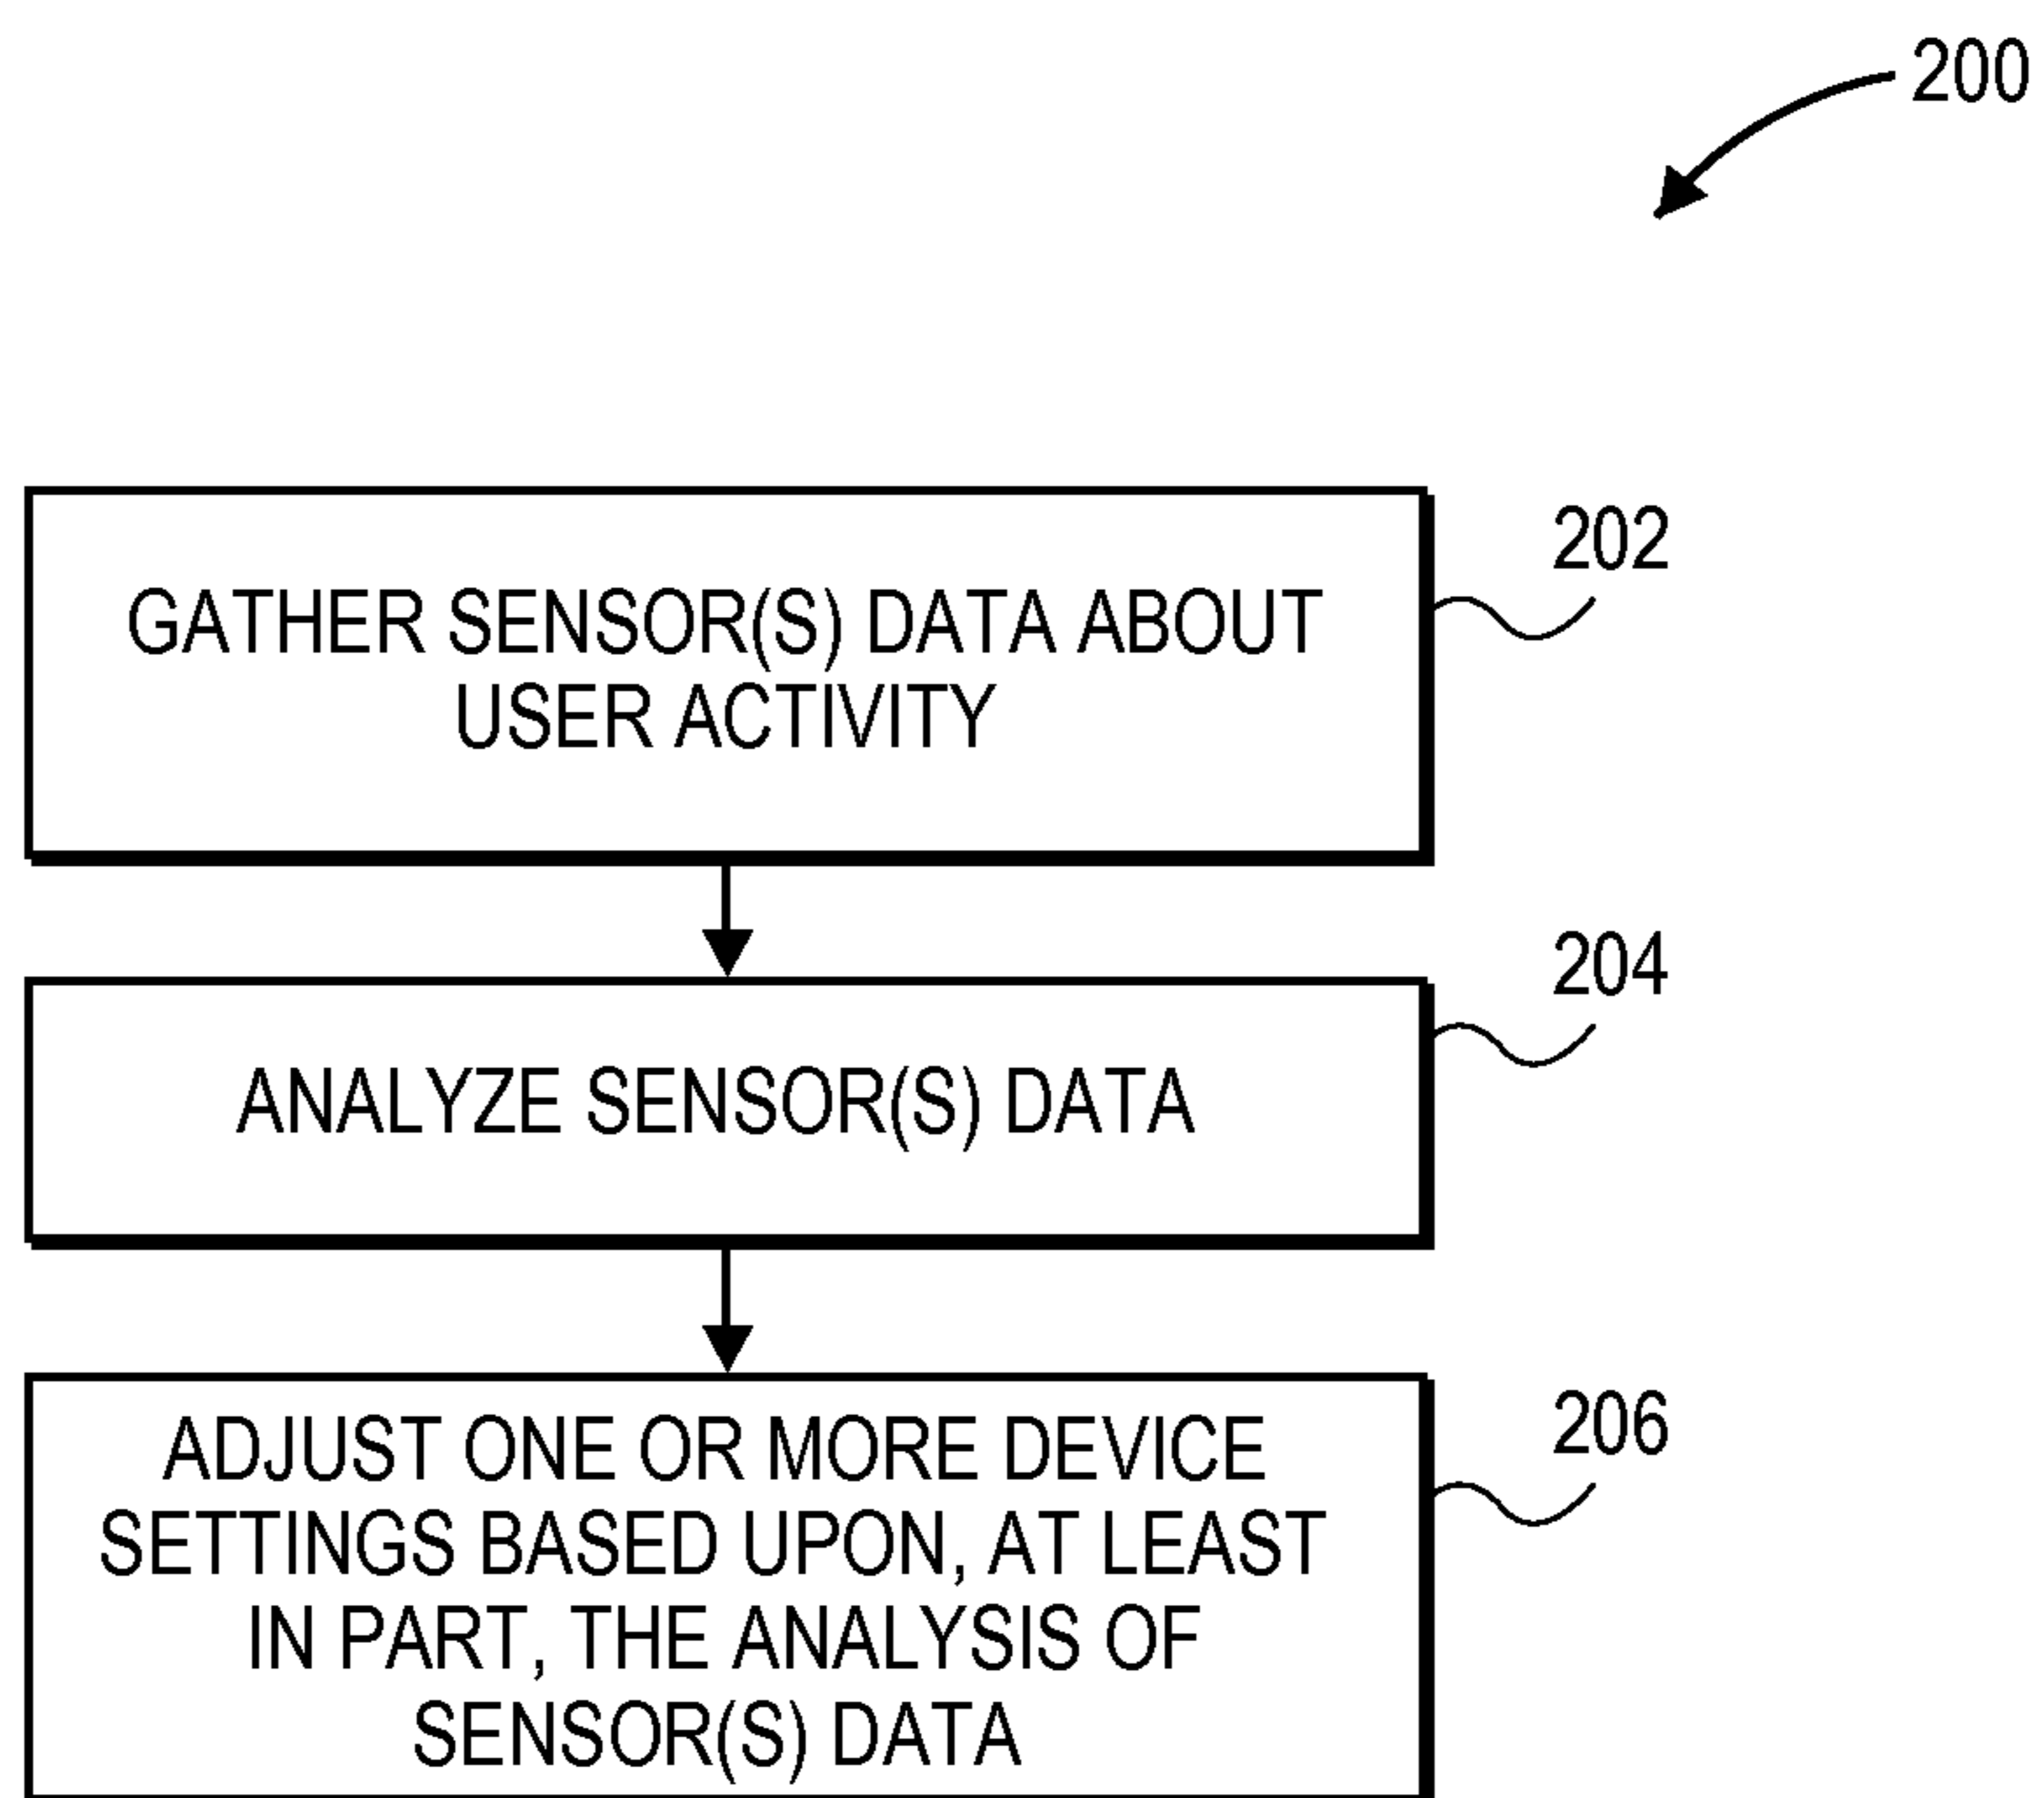 200
GATHER SENSOR(S) DATA ABOUT
USER ACTIVITY
202
ANALYZE SENSOR(S) DATA
204
ADJUST ONE OR MORE DEVICE
SETTINGS BASED UPON, AT LEAST
IN PART, THE ANALYSIS OF
SENSOR(S) DATA
206